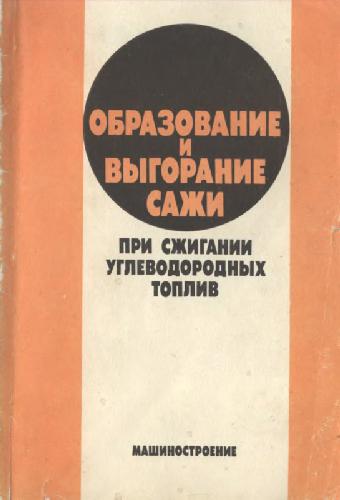 ОБРАЗОВАНИЕ
И
ВЫГОРАНИЕ
САЖИ
ПРИ СЖИГАНИИ
УГЛЕВОДОРОДНЫХ
ТОПЛИВ
МАШИНОСТРОЕНИЕ